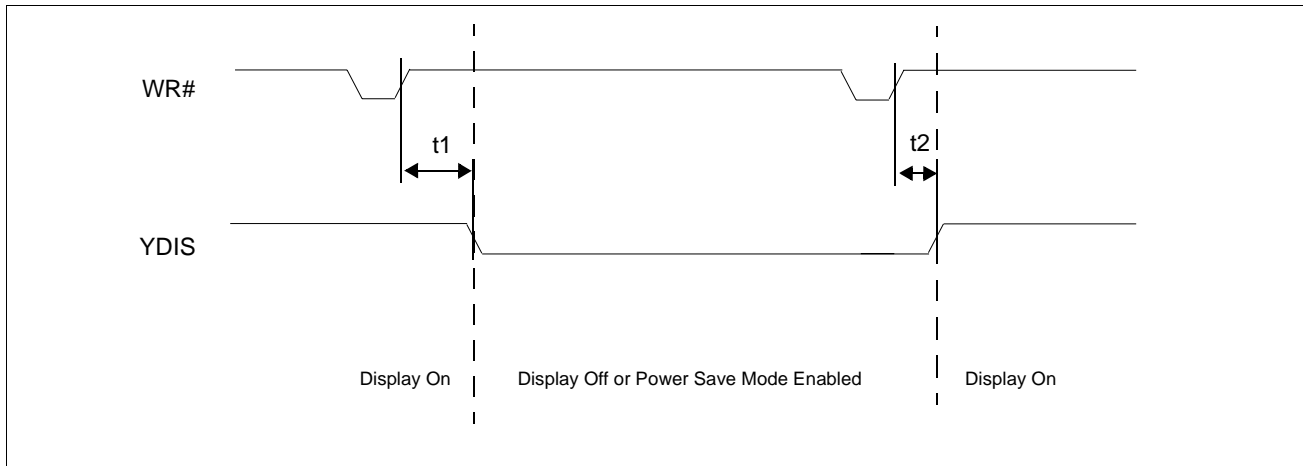 WR#
t1
t2
YDIS
Display On
Display Off or Power Save Mode Enabled
Display On